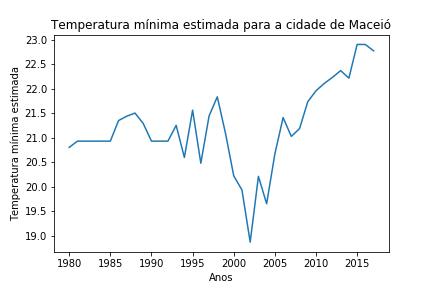 Temperatura mínima estimada para a cidade de Maceió
Temperatura mínima estimada
23.0
22.5
22.0
21.5
21.0
20.5
20.0
19.5
19.0
1980 1985 1990 1995 2000 2005 2010 2015
Anos